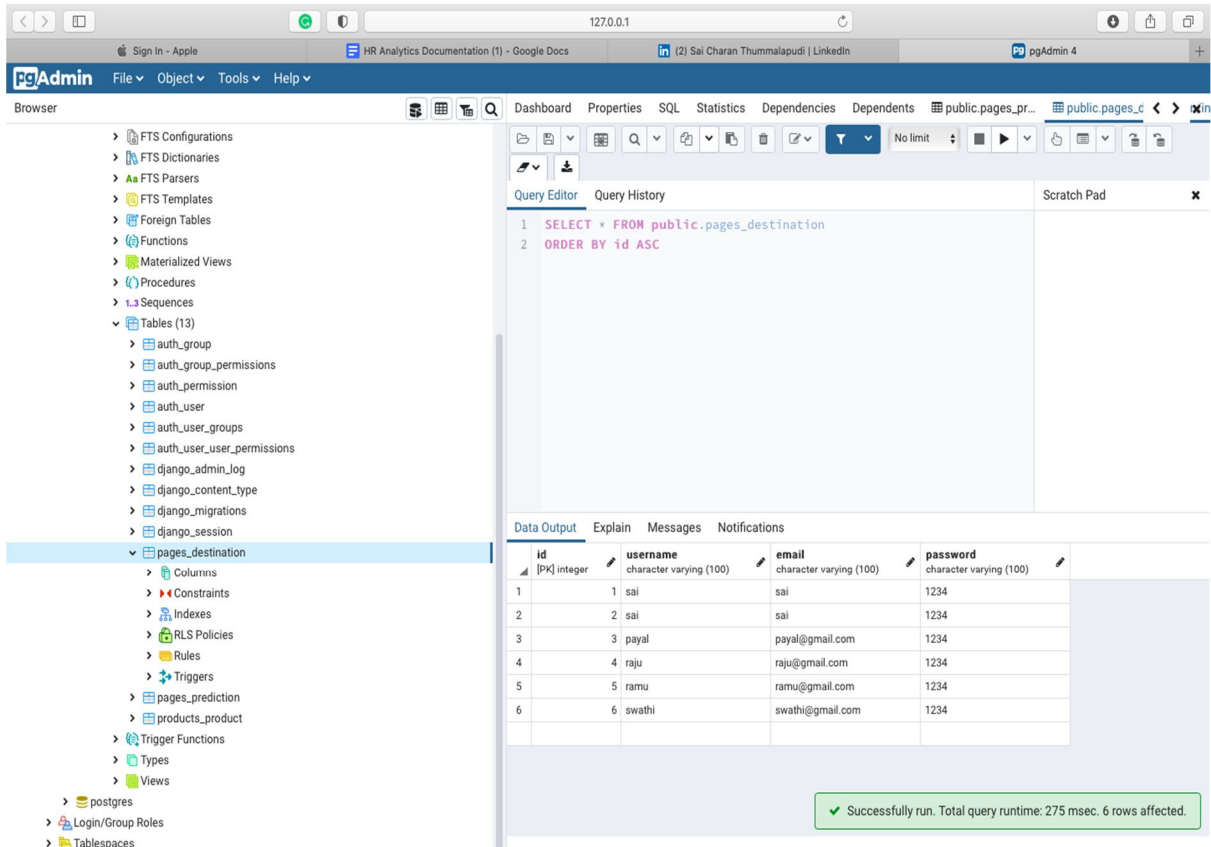 127.0.0.1
Sign In - Apple
HR Analytics Documentation (1) - Google Docs
in (2) Sai Charan Thummalapudi | LinkedIn
pgAdmin 4
pgAdmin File Object Tools Help
Browser
Dashboard Properties SQL Statistics Dependencies Dependents public.pages_pr... public.pages_d
FTS Configurations
FTS Dictionaries
Aa FTS Parsers
FTS Templates
Foreign Tables
Functions
Materialized Views
Procedures
1..3 Sequences
Tables (13)
auth_group
auth_group_permissions
auth_permission
auth_user
auth_user_groups
auth_user_user_permissions
django_admin_log
django_content_type
django_migrations
django_session
pages_destination
Columns
Constraints
Indexes
RLS Policies
Rules
Triggers
pages_prediction
products_product
Trigger Functions
Types
Views
postgres
Login/Group Roles
Tablespaces
No limit
Query Editor Query History
Scratch Pad
1 SELECT * FROM public.pages_destination
2 ORDER BY id ASC
Data Output Explain Messages Notifications
id username email password
[PK] integer character varying (100) character varying (100) character varying (100)
1 1 sai sai 1234
2 2 sai sai 1234
3 3 payal payal@gmail.com 1234
4 4 raju raju@gmail.com 1234
5 5 ramu ramu@gmail.com 1234
6 6 swathi swathi@gmail.com 1234
Successfully run. Total query runtime: 275 msec. 6 rows affected.